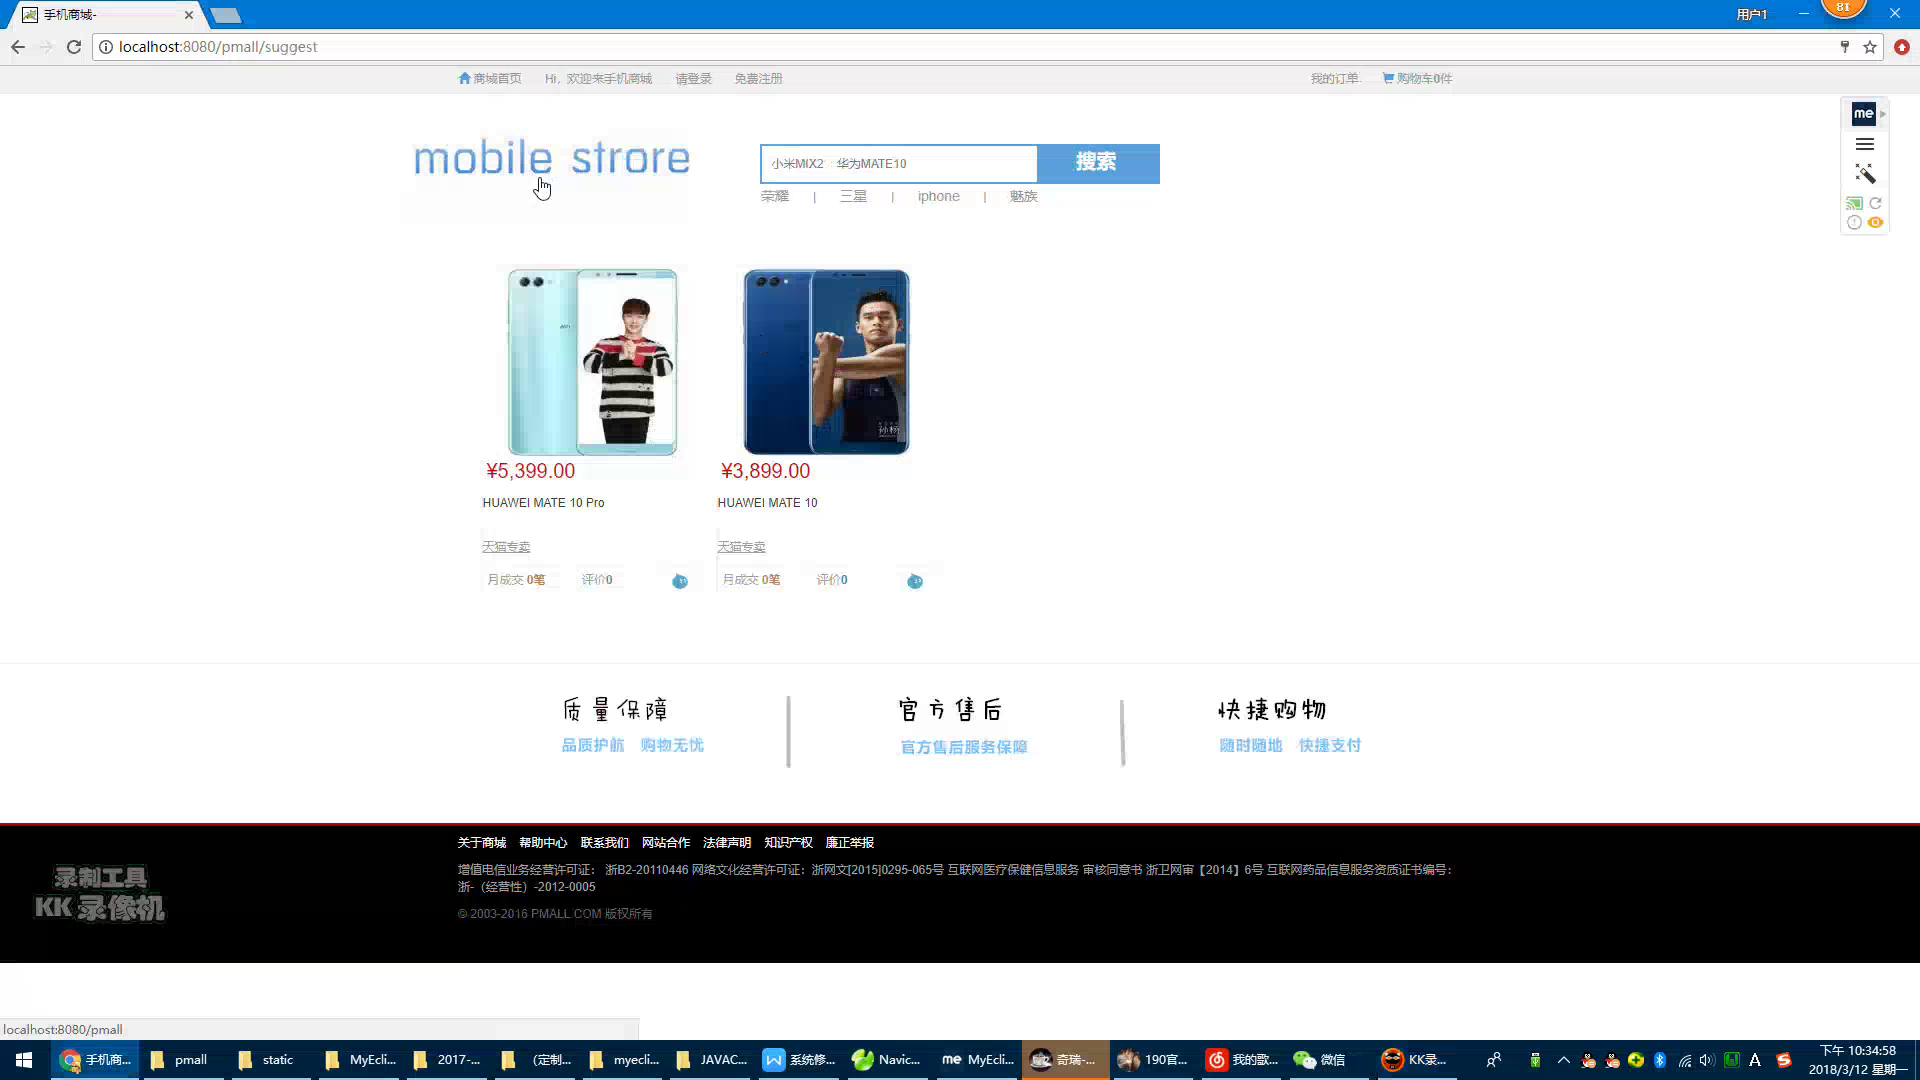 手机商城-
用户1
18
localhost:8080/pmall/suggest
商城首页 Hi, 欢迎来手机商城 请登录 免费注册 我的订单 购物车0件
me
mobile strore
小米MIX2 华为MATE10 搜索
荣耀 | 三星 | iphone | 魅族
¥5,399.00 ¥3,899.00
HUAWEI MATE 10 Pro HUAWEI MATE 10
天猫专卖 天猫专卖
月成交 0笔 评价0 月成交 0笔 评价0
质量保障 官方售后 快捷购物
品质护航 购物无忧 官方售后服务保障 随时随地 快捷支付
关于商城 帮助中心 联系我们 网站合作 法律声明 知识产权 廉正举报
增值电信业务经营许可证: 浙B2-20110446 网络文化经营许可证: 浙网文[2015]0295-065号 互联网医疗保健信息服务 审核同意书 浙卫网审【2014】6号 互联网药品信息服务资质证书编号:
浙-(经营性)-2012-0005
© 2003-2016 PMALL.COM 版权所有
录制工具
KK 录像机
localhost:8080/pmall
手机商... pmall static MyEcli... 2017-... (定制... myecli... JAVAC... 系统修... Navic... me MyEcli... 奇瑞-... 190官... 我的歌... 微信 KK录... A
下午 10:34:58
2018/3/12 星期一